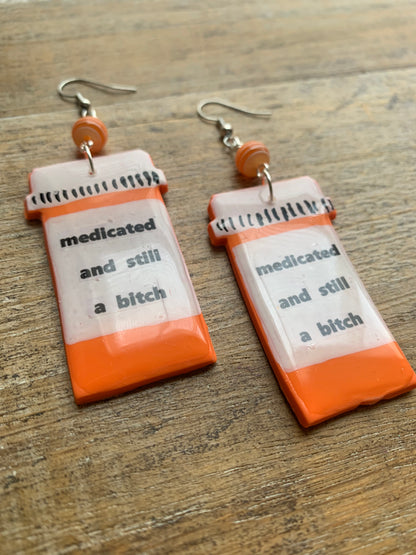 medicated
and still
a bitch
medicated
and still
a bitch